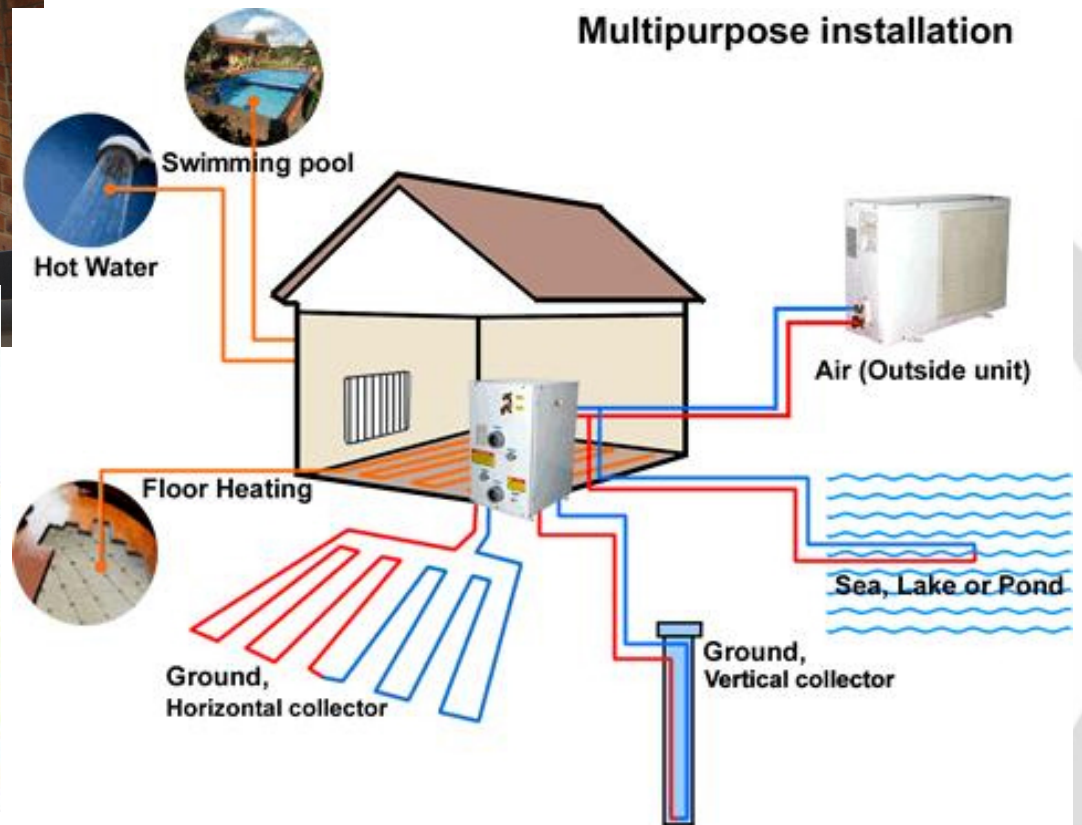 Multipurpose installation
Swimming pool
Hot Water
Air (Outside unit)
Floor Heating
Sea, Lake or Pond
Ground,
Horizontal collector
Ground,
Vertical collector